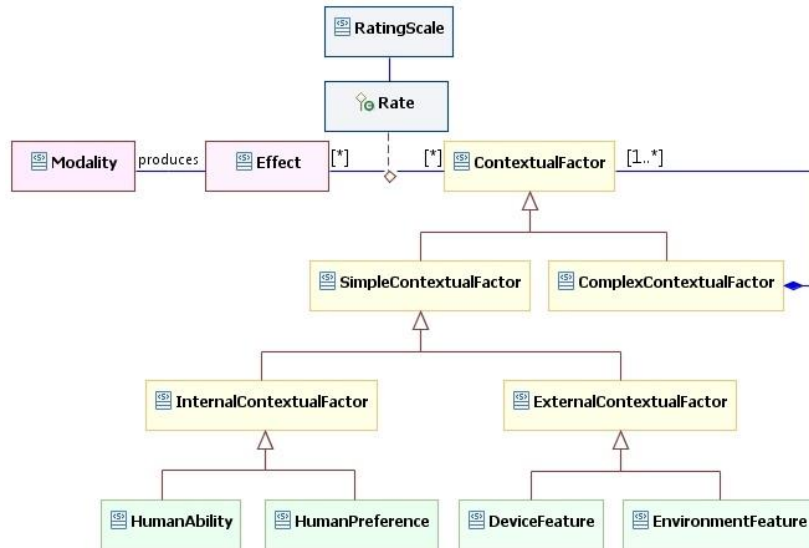 RatingScale
Rate
Modality produces Effect [*] [*] ContextualFactor [1..*]
SimpleContextualFactor ComplexContextualFactor
InternalContextualFactor ExternalContextualFactor
HumanAbility HumanPreference DeviceFeature EnvironmentFeature